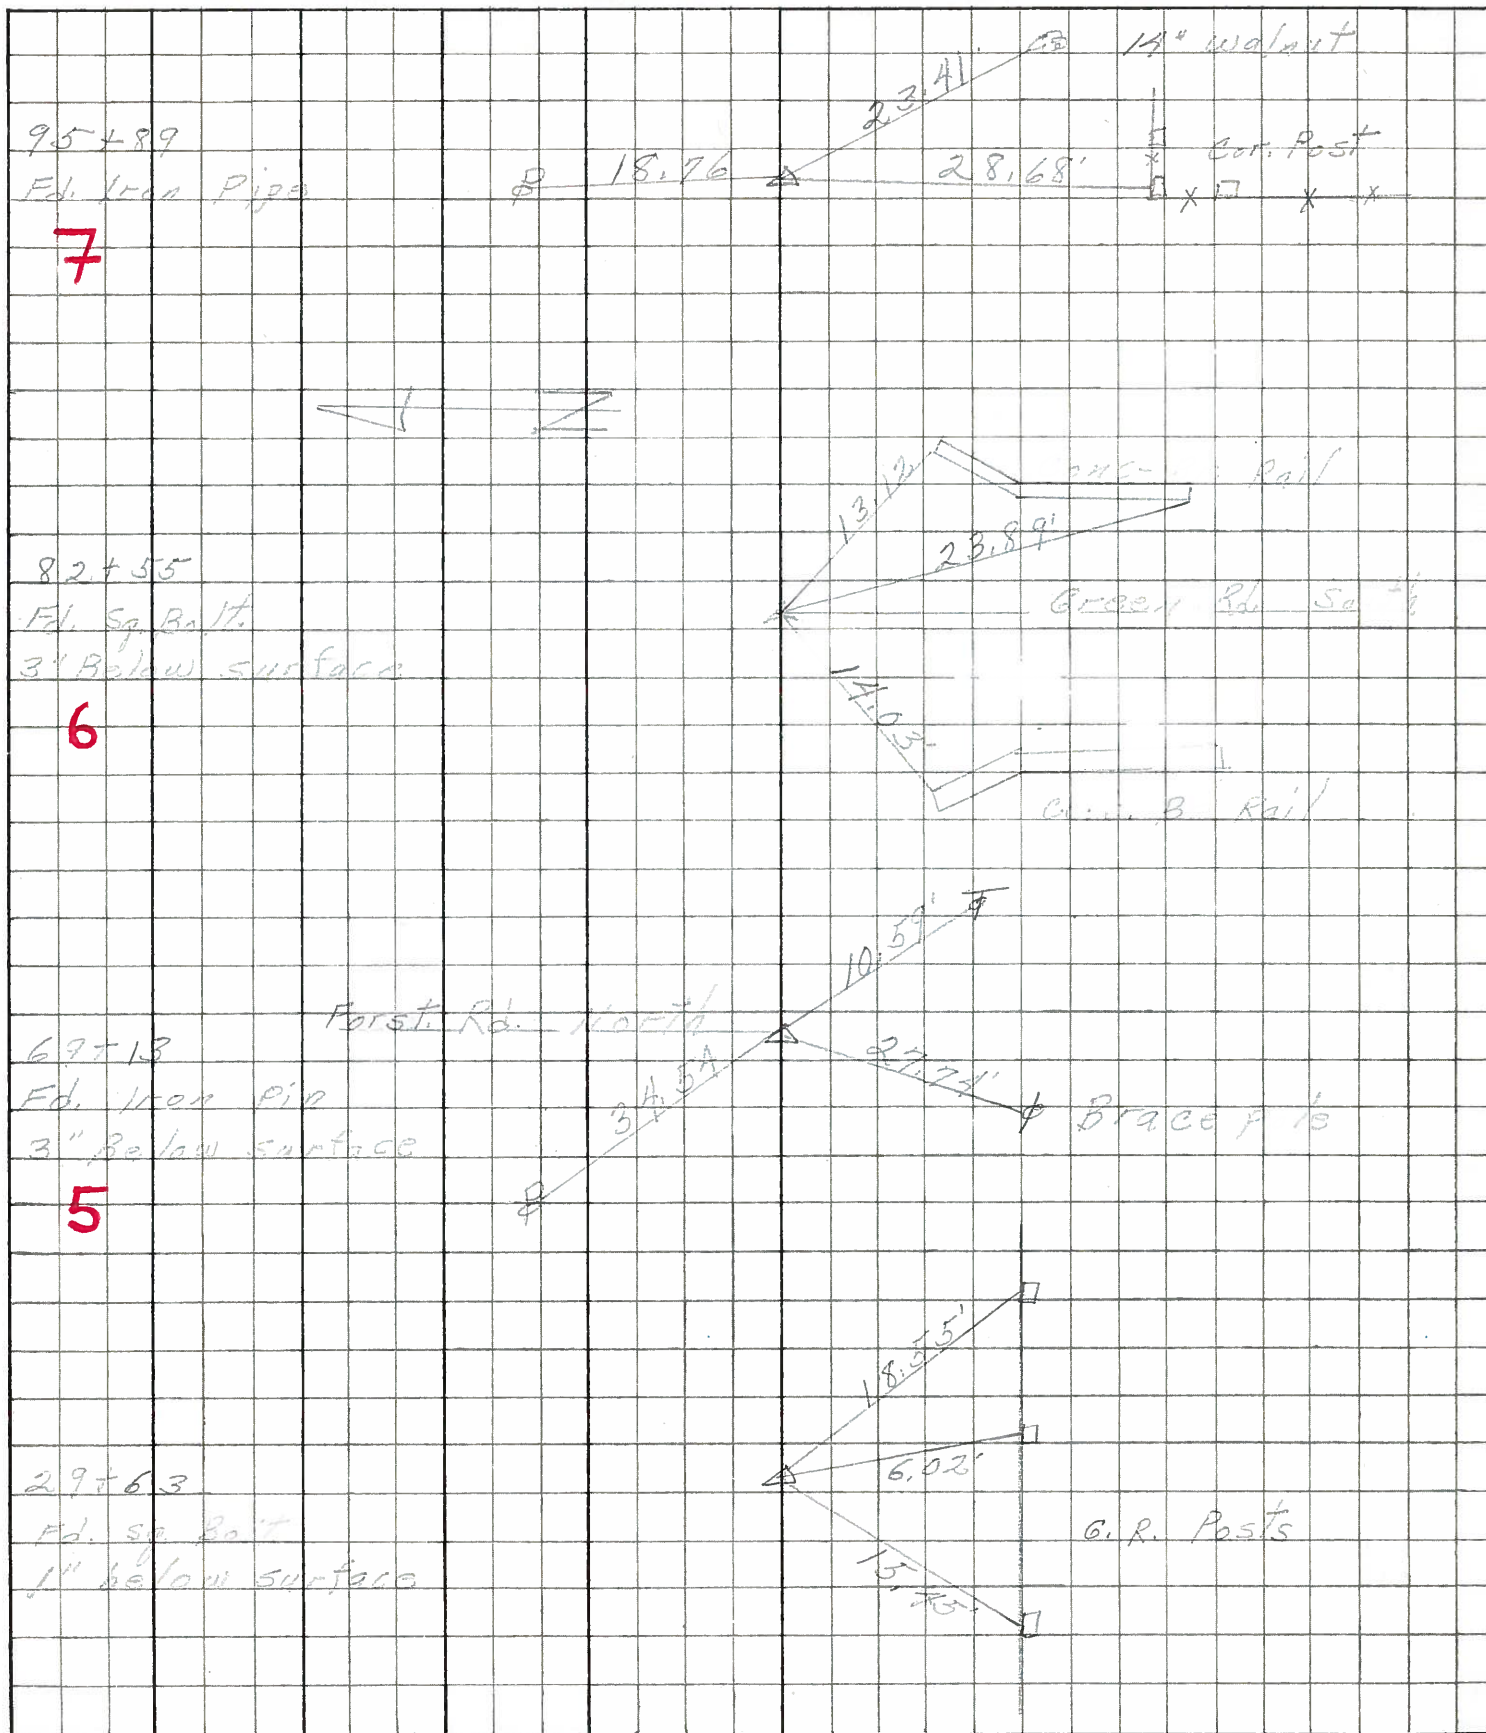 14" Walnut
23.41'
95+89
Cor. Post
Fd. Iron Pipe
18.76
28.68'
7
N
13.12
Rail
23.89'
82+55
Fd. Sq. Bolt
Green Rd. South
3" Below surface
14.03'
6
Rail
10.59'
Forst. Rd. North
69+13
27.74'
Fd. Iron Pin
34.54
Brace
3" Below surface
5
18.55'
6.02'
29+63
Fd. Sq. Bolt
G.R. Posts
1" below surface